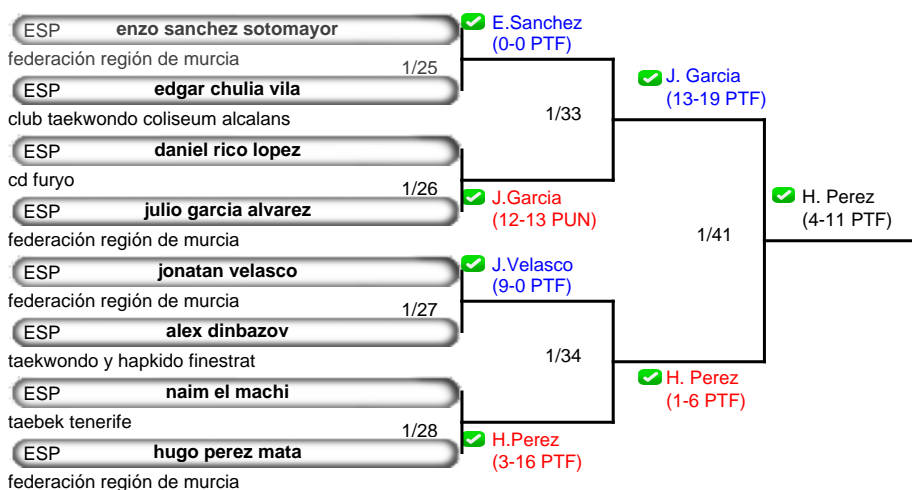 ESP enzo sanchez sotomayor
federación región de murcia
1/25
ESP edgar chulia vila
club taekwondo coliseum alcalans
ESP daniel rico lopez
cd furyo
1/26
ESP julio garcia alvarez
federación región de murcia
ESP jonatan velasco
federación región de murcia
1/27
ESP alex dinbazov
taekwondo y hapkido finestrat
ESP naim el machi
taebek tenerife
1/28
ESP hugo perez mata
federación región de murcia
E.Sanchez
(0-0 PTF)
1/33
J.Garcia
(12-13 PUN)
J.Velasco
(9-0 PTF)
1/34
H.Perez
(3-16 PTF)
J. Garcia
(13-19 PTF)
1/41
H. Perez
(1-6 PTF)
H. Perez
(4-11 PTF)